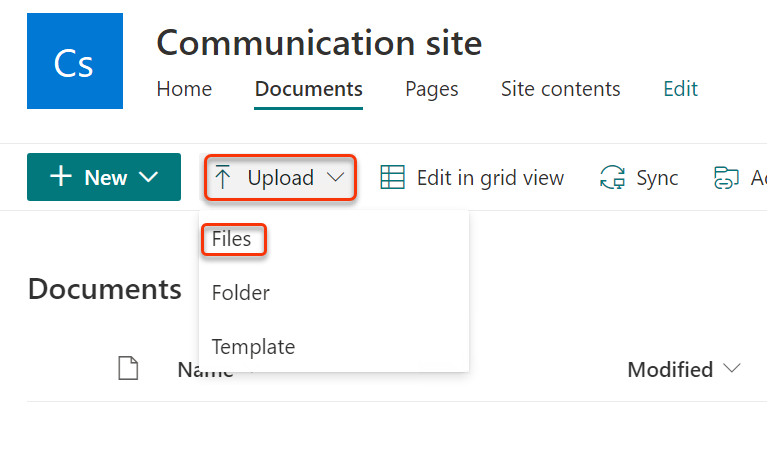 Cs
Communication site
Home Documents Pages Site contents Edit
New Upload Edit in grid view Sync
Files
Documents
Folder
Template
Name Modified